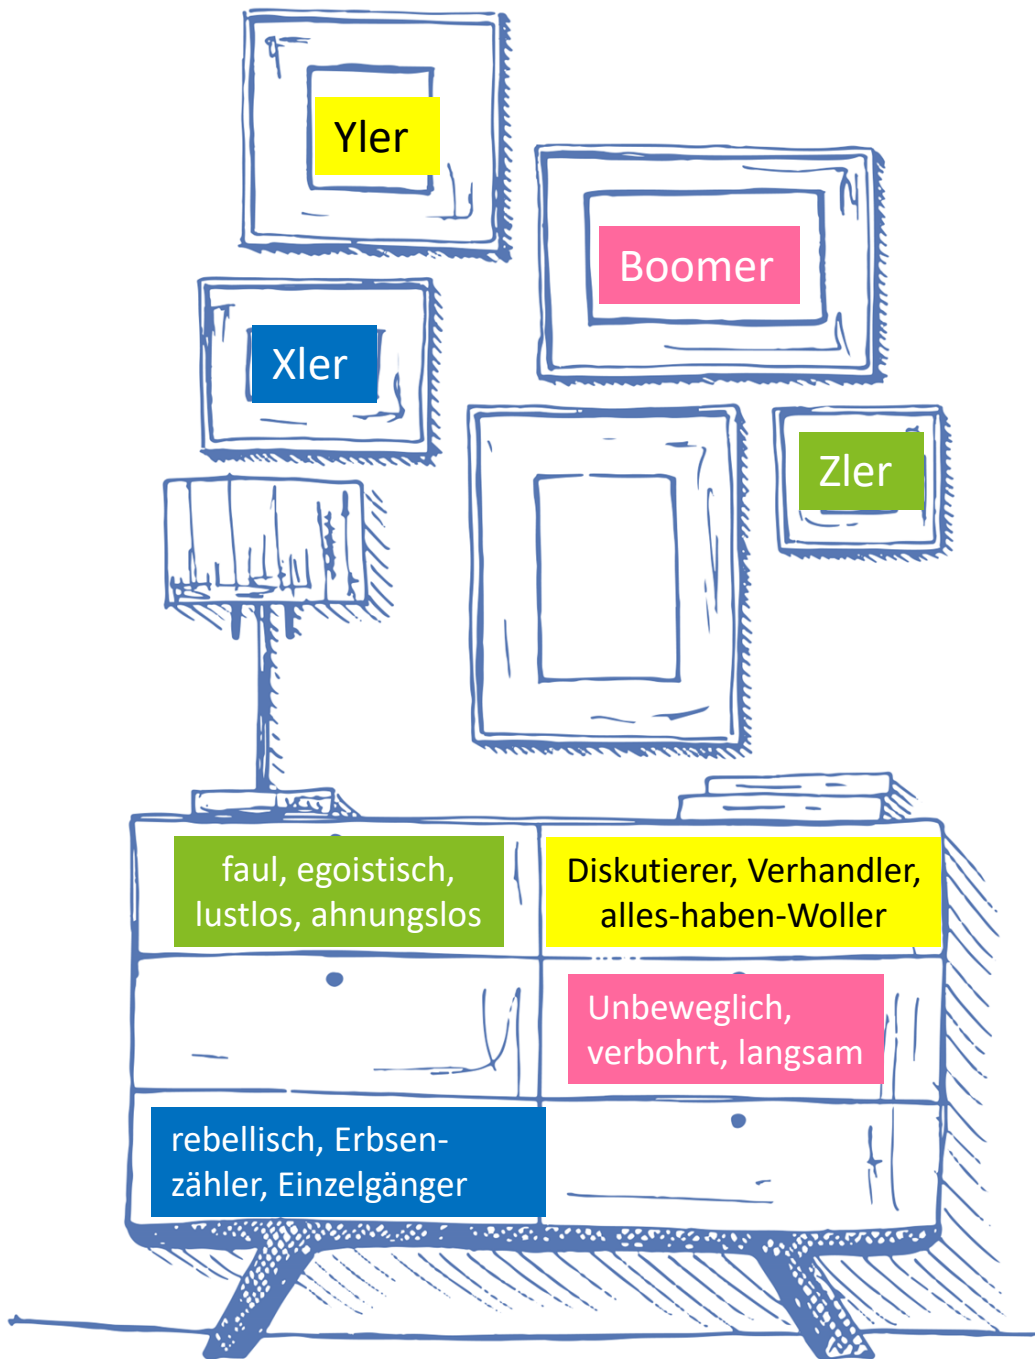 Yler
Boomer
Xler
Zler
faul, egoistisch,
lustlos, ahnungslos
Diskutierer, Verhandler,
alles-haben-Woller
Unbeweglich,
verbohrt, langsam
rebellisch, Erbsen-
zähler, Einzelgänger